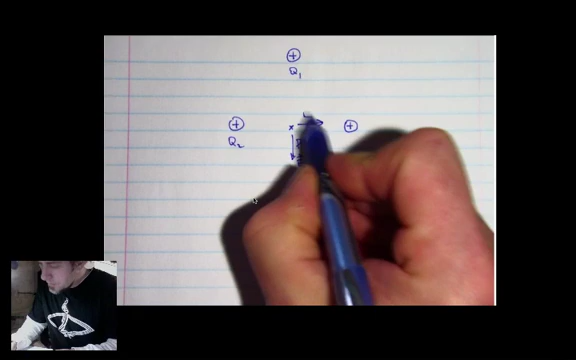 +
Q₁
+ x +
Q₂